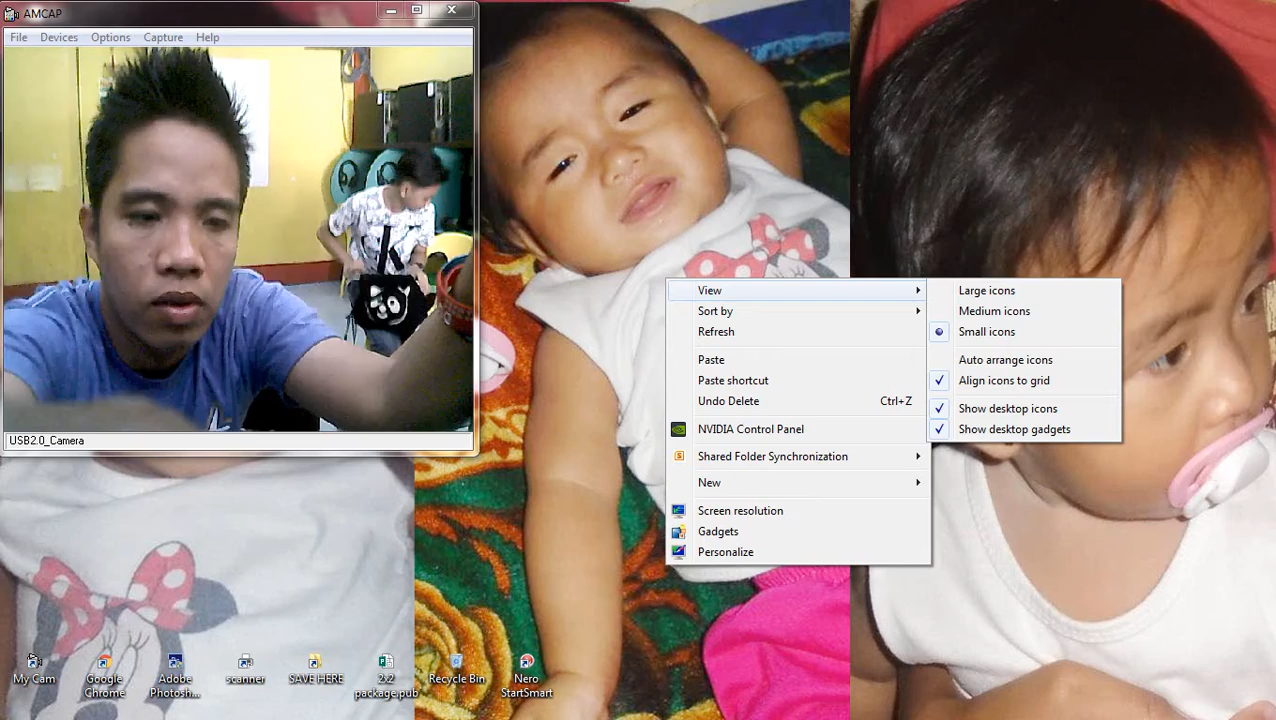 AMCAP
File Devices Options Capture Help
USB2.0_Camera
View
Sort by
Refresh
Paste
Paste shortcut
Undo Delete Ctrl+Z
NVIDIA Control Panel
Shared Folder Synchronization
New
Screen resolution
Gadgets
Personalize
Large icons
Medium icons
Small icons
Auto arrange icons
Align icons to grid
Show desktop icons
Show desktop gadgets
My Cam
Google
Chrome
Adobe
Photosh...
scanner
SAVE HERE
2x2
package.pub
Recycle Bin
Nero
StartSmart